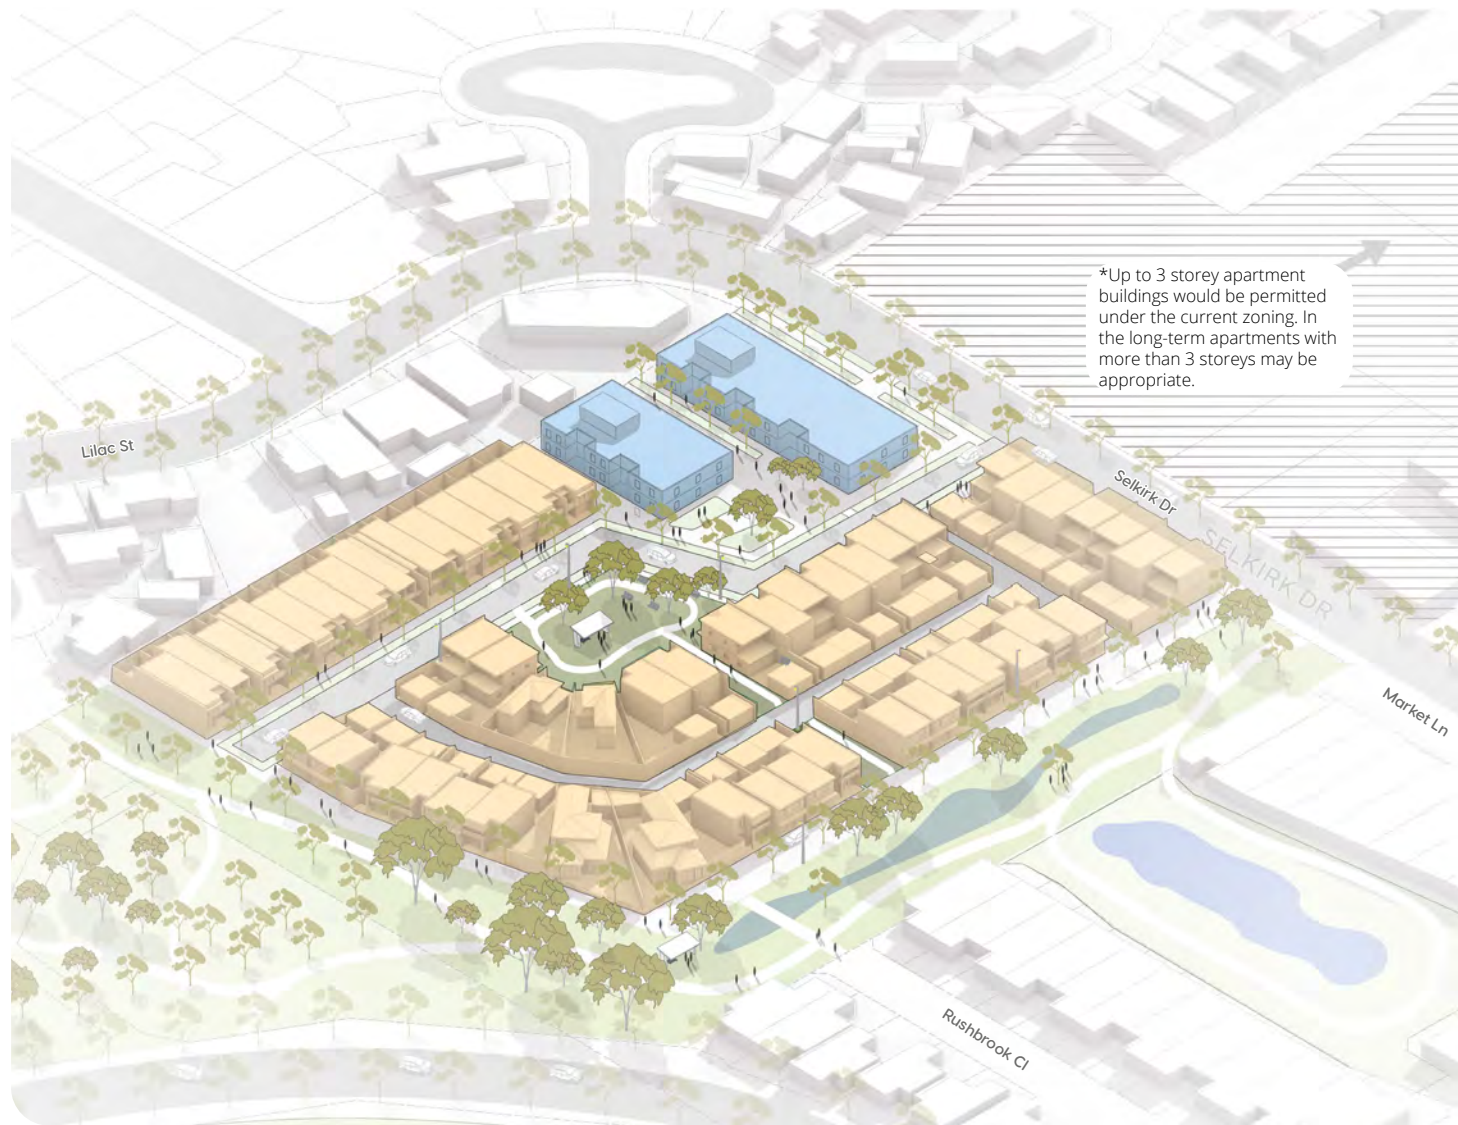 *Up to 3 storey apartment
buildings would be permitted
under the current zoning. In
the long-term apartments with
more than 3 storeys may be
appropriate.
Lilac St
Selkirk Dr
SELKIRK DR
Market Ln
Rushbrook Cl